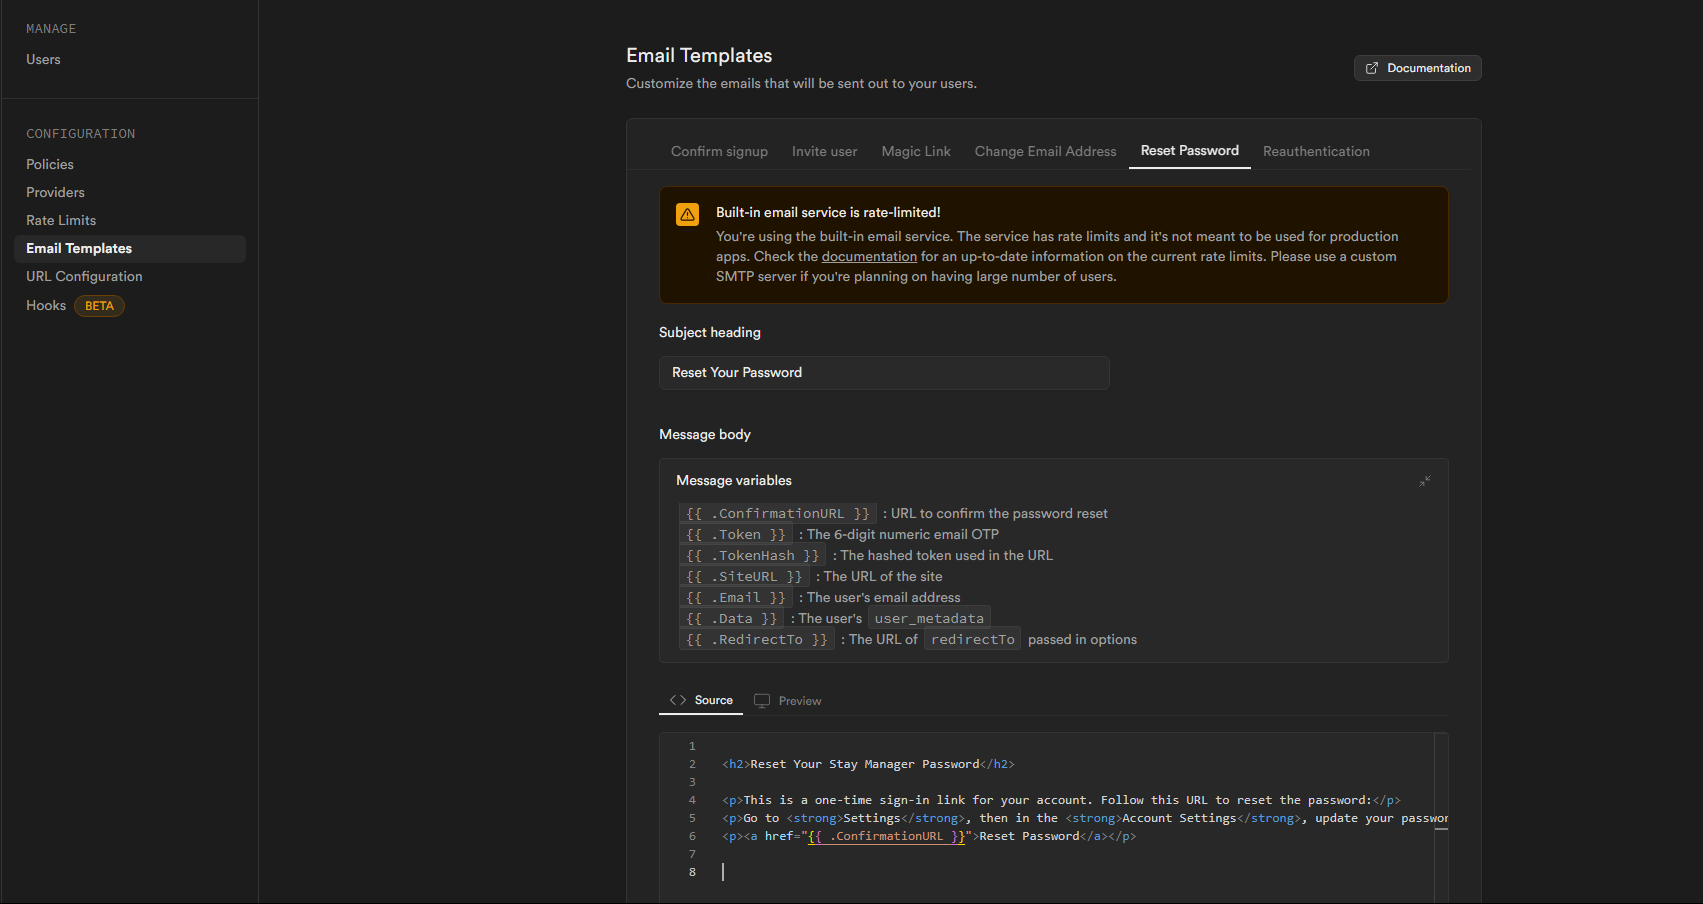 MANAGE
Users
CONFIGURATION
Policies
Providers
Rate Limits
Email Templates
URL Configuration
Hooks BETA
Email Templates
Customize the emails that will be sent out to your users.
Documentation
Confirm signup Invite user Magic Link Change Email Address Reset Password Reauthentication
Built-in email service is rate-limited!
You're using the built-in email service. The service has rate limits and it's not meant to be used for production
apps. Check the documentation for an up-to-date information on the current rate limits. Please use a custom
SMTP server if you're planning on having large number of users.
Subject heading
Reset Your Password
Message body
Message variables
{{ .ConfirmationURL }} : URL to confirm the password reset
{{ .Token }} : The 6-digit numeric email OTP
{{ .TokenHash }} : The hashed token used in the URL
{{ .SiteURL }} : The URL of the site
{{ .Email }} : The user's email address
{{ .Data }} : The user's user_metadata
{{ .RedirectTo }} : The URL of redirectTo passed in options
<> Source Preview
1
2 <h2>Reset Your Stay Manager Password</h2>
3
4 <p>This is a one-time sign-in link for your account. Follow this URL to reset the password:</p>
5 <p>Go to <strong>Settings</strong>, then in the <strong>Account Settings</strong>, update your passwor
6 <p><a href="{{ .ConfirmationURL }}">Reset Password</a></p>
7
8